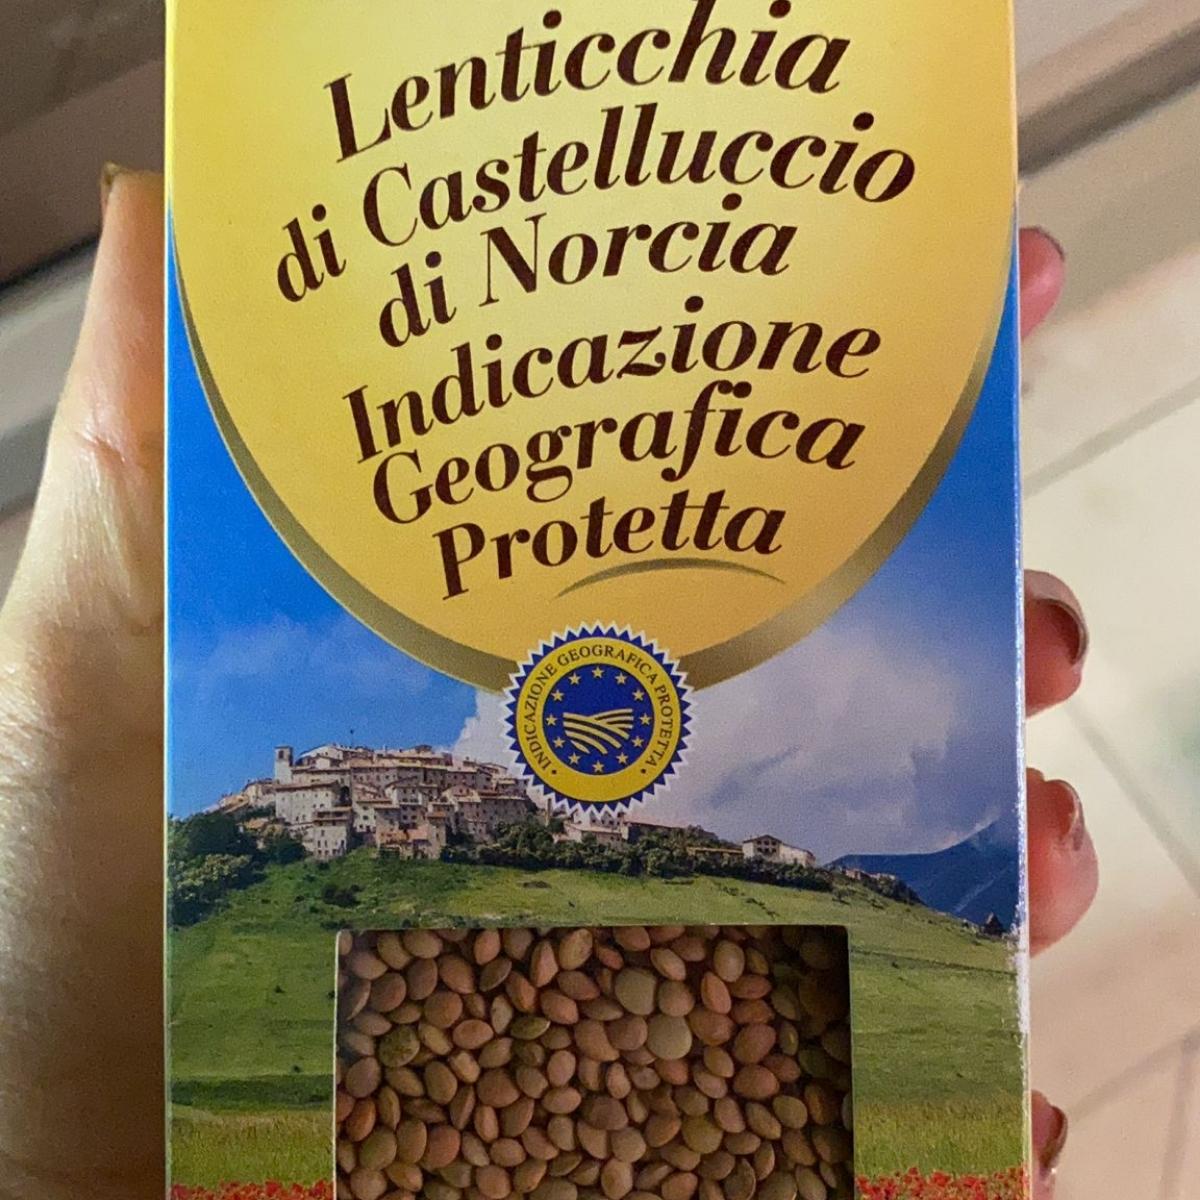 Lenticchia
di Castelluccio
di Norcia
Indicazione
Geografica
Protetta
INDICAZIONE GEOGRAFICA PROTETTA